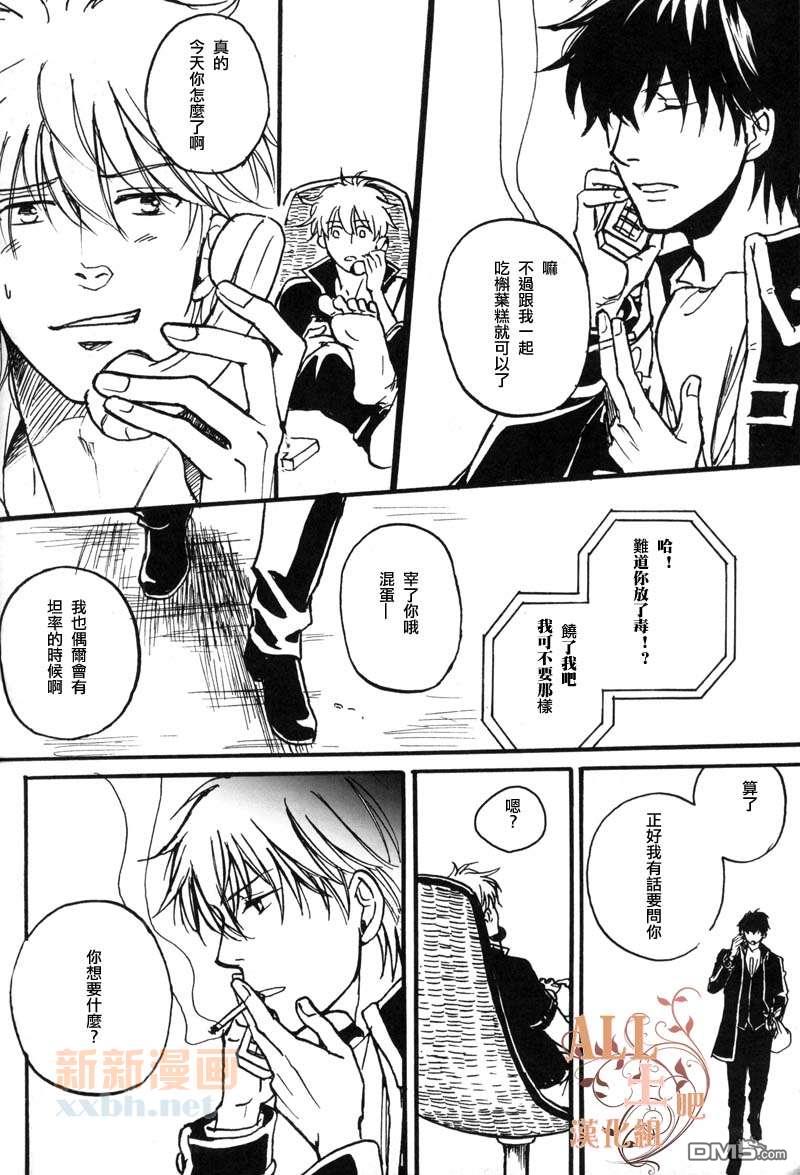 嘛
不過跟我一起
吃槲葉糕就可以了
真的
今天你怎麼了啊
哈！
難道你放了毒！？
饒了我吧
我可不要那樣
宰了你哦
混蛋—
我也偶爾會有
坦率的時候啊
算了
正好我有話要問你
嗯？
你想要什麼？
新新漫画
xxbh.net
ALL
土吧
漢化組
DM5.com